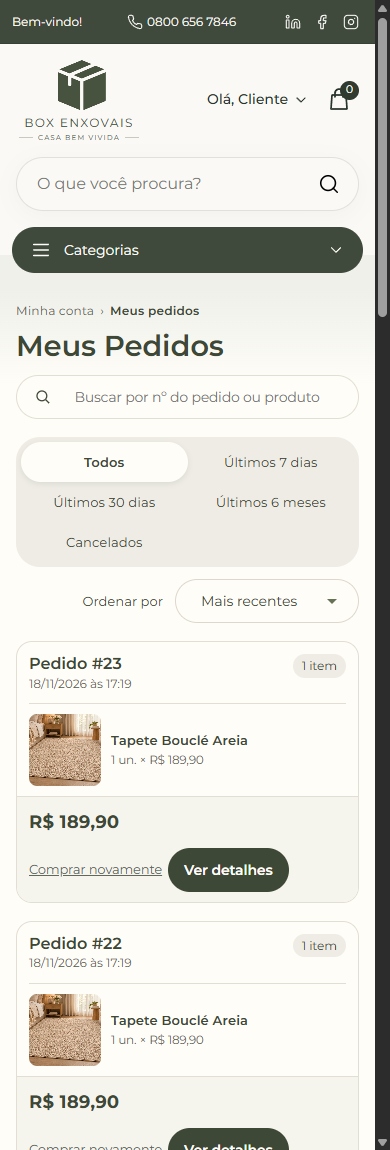 Bem-vindo!
0800 656 7846
BOX ENXOVAIS
CASA BEM VIVIDA
Olá, Cliente
0
O que você procura?
Categorias
Minha conta › Meus pedidos
Meus Pedidos
Buscar por nº do pedido ou produto
Todos
Últimos 7 dias
Últimos 30 dias
Últimos 6 meses
Cancelados
Ordenar por
Mais recentes
Pedido #23
1 item
18/11/2026 às 17:19
Tapete Bouclé Areia
1 un. × R$ 189,90
R$ 189,90
Comprar novamente
Ver detalhes
Pedido #22
1 item
18/11/2026 às 17:19
Tapete Bouclé Areia
1 un. × R$ 189,90
R$ 189,90
Comprar novamente
Ver detalhes